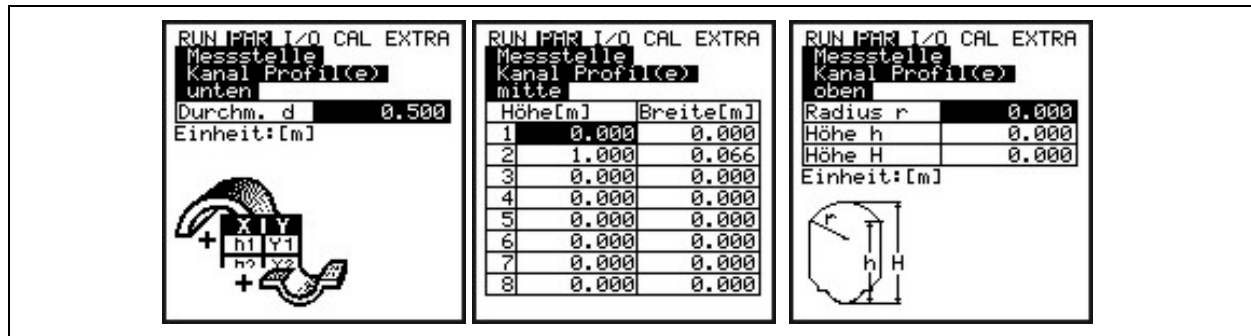 RUN PAR I/O CAL EXTRA
Messstelle
Kanal Profil(e)
unten
Durchm. d 0.500
Einheit:[m]
X Y
h1 Y1
h2 Y2
RUN PAR I/O CAL EXTRA
Messstelle
Kanal Profil(e)
mitte
Höhe[m] Breite[m]
1 0.000 0.000
2 1.000 0.066
3 0.000 0.000
4 0.000 0.000
5 0.000 0.000
6 0.000 0.000
7 0.000 0.000
8 0.000 0.000
RUN PAR I/O CAL EXTRA
Messstelle
Kanal Profil(e)
oben
Radius r 0.000
Höhe h 0.000
Höhe H 0.000
Einheit:[m]
r
h H